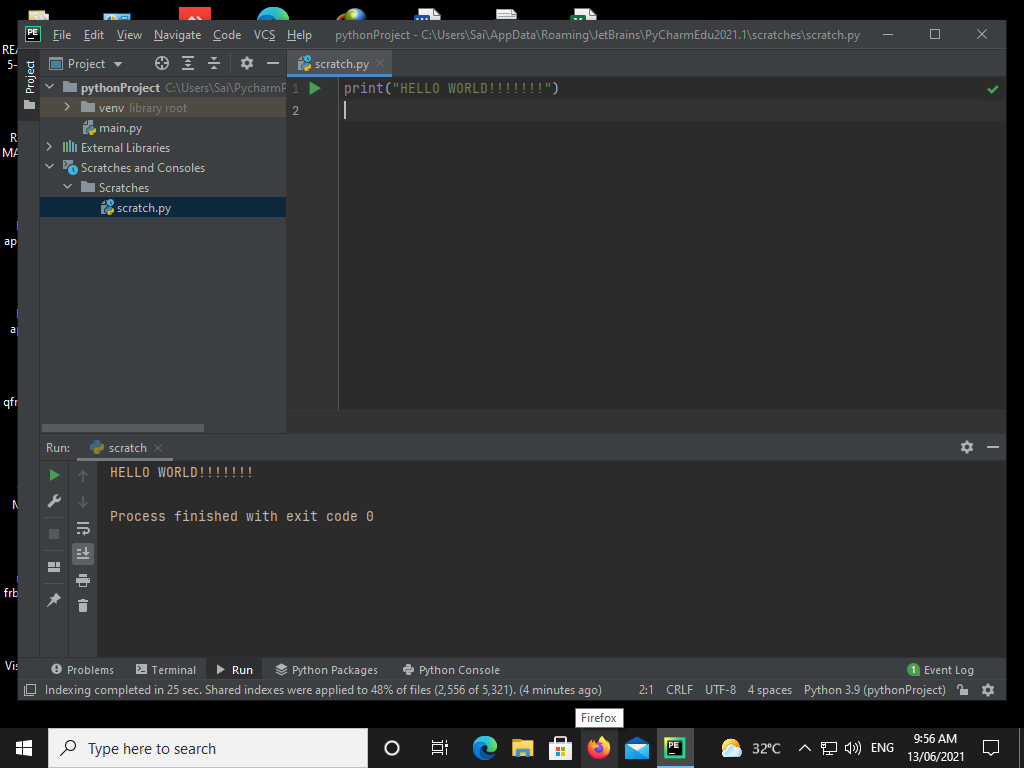 File Edit View Navigate Code VCS Help pythonProject - C:\Users\Sai\AppData\Roaming\JetBrains\PyCharmEdu2021.1\scratches\scratch.py
Project
scratch.py
Project
pythonProject C:\Users\Sai\PycharmP
1 print("HELLO WORLD!!!!!!!")
venv library root
2
main.py
External Libraries
Scratches and Consoles
Scratches
scratch.py
Run: scratch
HELLO WORLD!!!!!!!
Process finished with exit code 0
Problems Terminal Run Python Packages Python Console 1 Event Log
Indexing completed in 25 sec. Shared indexes were applied to 48% of files (2,556 of 5,321). (4 minutes ago) 2:1 CRLF UTF-8 4 spaces Python 3.9 (pythonProject)
Firefox
Type here to search
32°C ENG
9:56 AM
13/06/2021